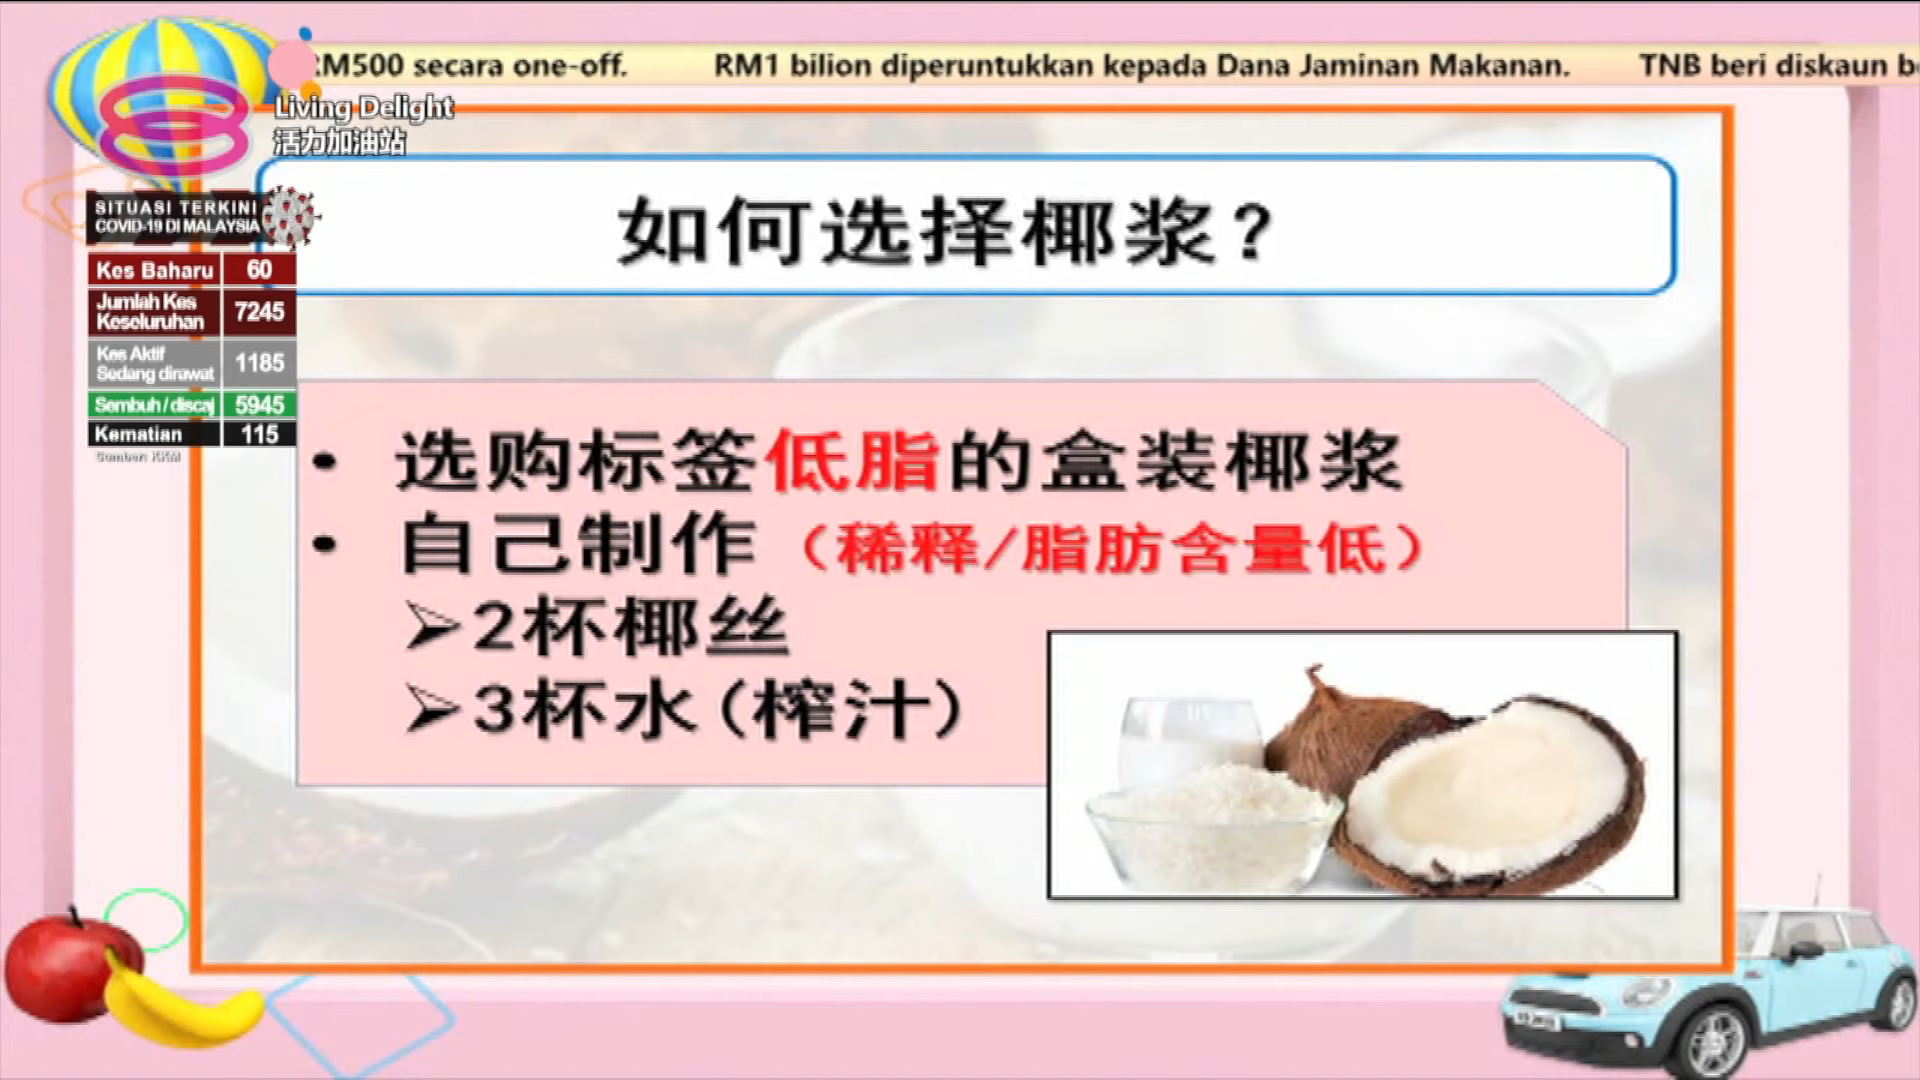 RM500 secara one-off. RM1 bilion diperuntukkan kepada Dana Jaminan Makanan. TNB beri diskaun
Living Delight
活力加油站
SITUASI TERKINI
COVID-19 DI MALAYSIA
Kes Baharu 60
Jumlah Kes
Keseluruhan 7245
Kes Aktif
Sedang dirawat 1185
Sembuh / discaj 5945
Kematian 115
Sumber: KKM
如何选择椰浆？
• 选购标签低脂的盒装椰浆
• 自己制作（稀释/脂肪含量低）
➢2杯椰丝
➢3杯水(榨汁)